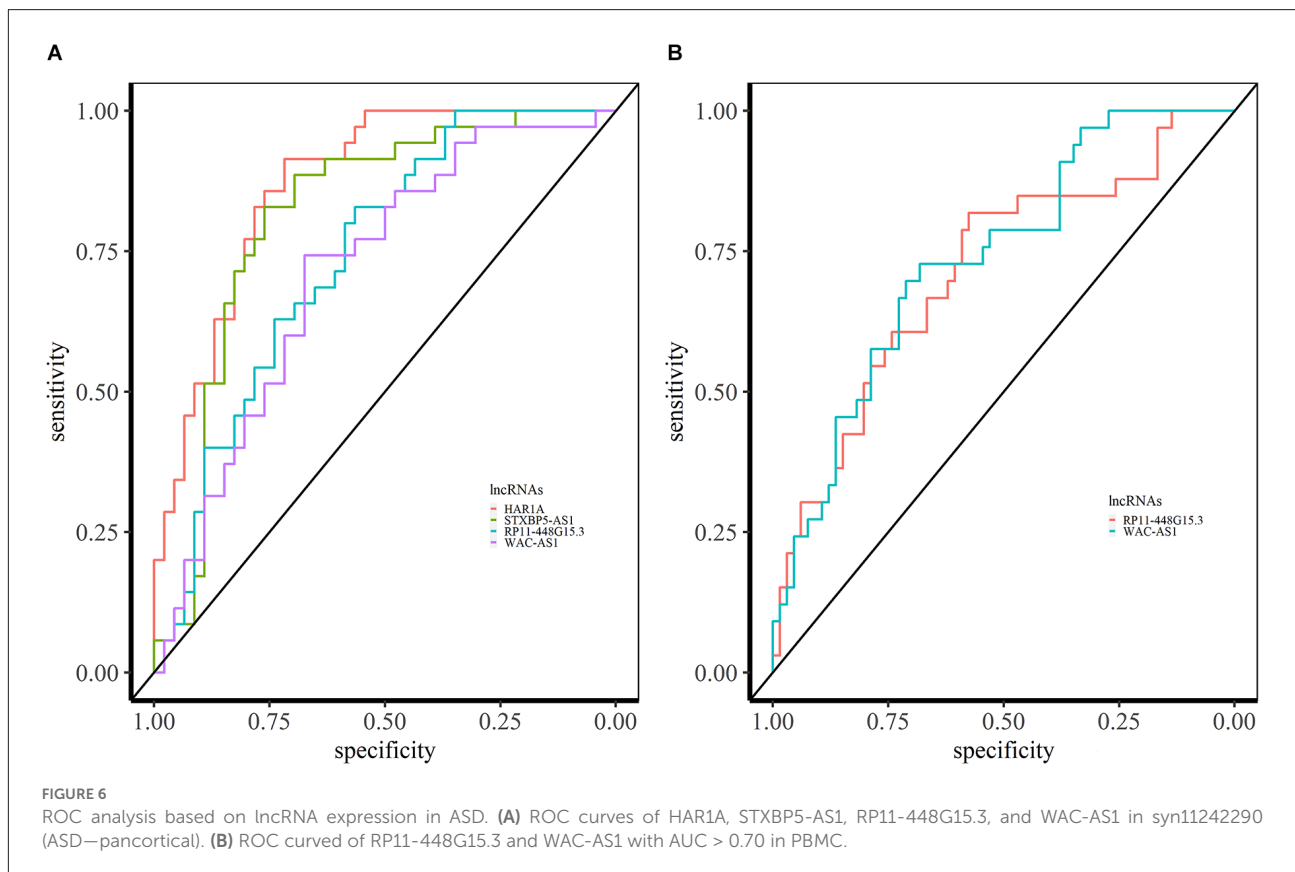 A
B
1.00
0.75
0.50
0.25
0.00
sensitivity
lncRNAs
HAR1A
STXBP5-AS1
RP11-448G15.3
WAC-AS1
1.00
0.75
0.50
0.25
0.00
specificity
1.00
0.75
0.50
0.25
0.00
sensitivity
lncRNAs
RP11-448G15.3
WAC-AS1
1.00
0.75
0.50
0.25
0.00
specificity
FIGURE 6
ROC analysis based on lncRNA expression in ASD. (A) ROC curves of HAR1A, STXBP5-AS1, RP11-448G15.3, and WAC-AS1 in syn11242290
(ASD—pancortical). (B) ROC curved of RP11-448G15.3 and WAC-AS1 with AUC > 0.70 in PBMC.